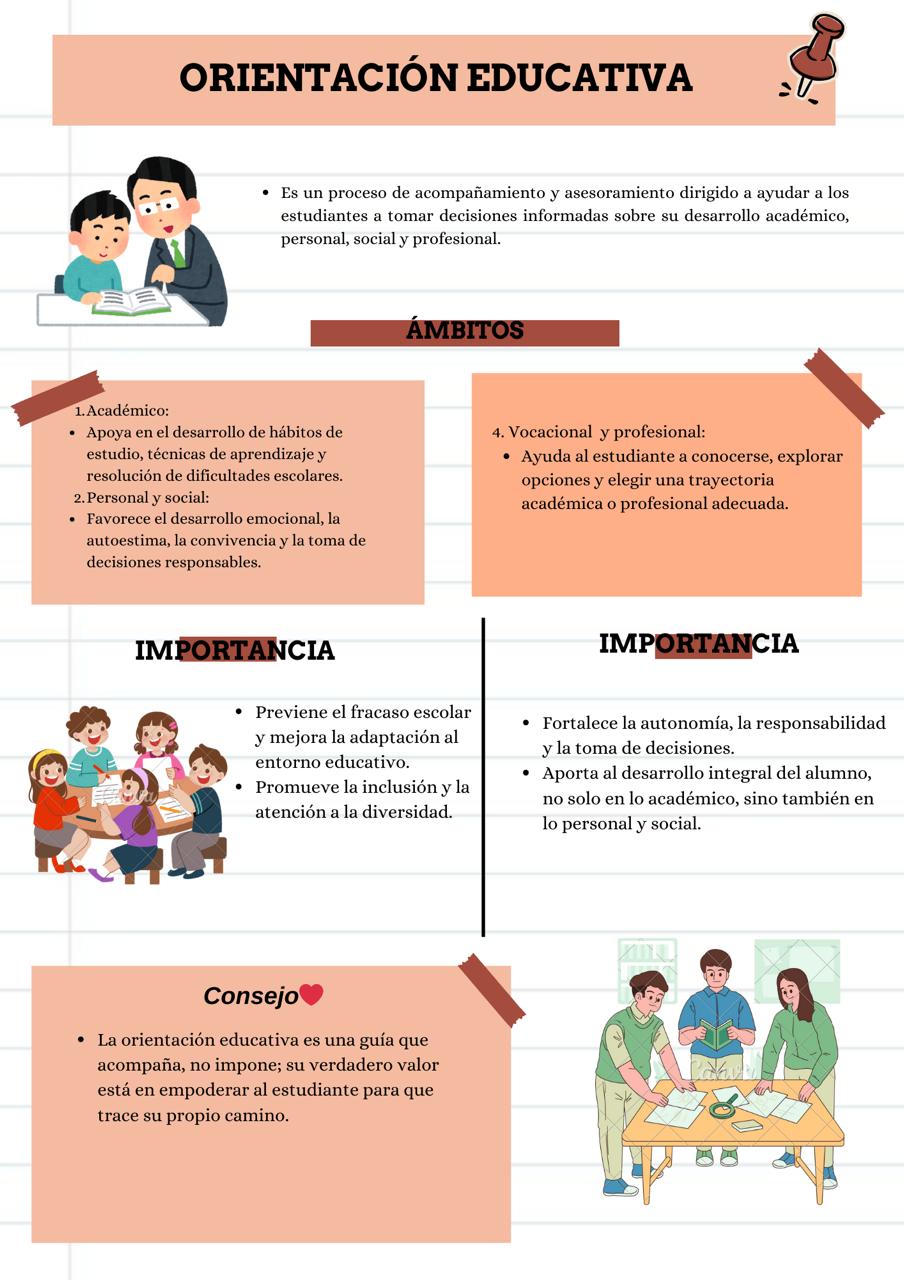 ORIENTACIÓN EDUCATIVA
• Es un proceso de acompañamiento y asesoramiento dirigido a ayudar a los
estudiantes a tomar decisiones informadas sobre su desarrollo académico,
personal, social y profesional.
ÁMBITOS
1. Académico:
• Apoya en el desarrollo de hábitos de
estudio, técnicas de aprendizaje y
resolución de dificultades escolares.
2. Personal y social:
• Favorece el desarrollo emocional, la
autoestima, la convivencia y la toma de
decisiones responsables.
4. Vocacional y profesional:
• Ayuda al estudiante a conocerse, explorar
opciones y elegir una trayectoria
académica o profesional adecuada.
IMPORTANCIA
• Previene el fracaso escolar
y mejora la adaptación al
entorno educativo.
• Promueve la inclusión y la
atención a la diversidad.
IMPORTANCIA
• Fortalece la autonomía, la responsabilidad
y la toma de decisiones.
• Aporta al desarrollo integral del alumno,
no solo en lo académico, sino también en
lo personal y social.
Consejo❤
• La orientación educativa es una guía que
acompaña, no impone; su verdadero valor
está en empoderar al estudiante para que
trace su propio camino.